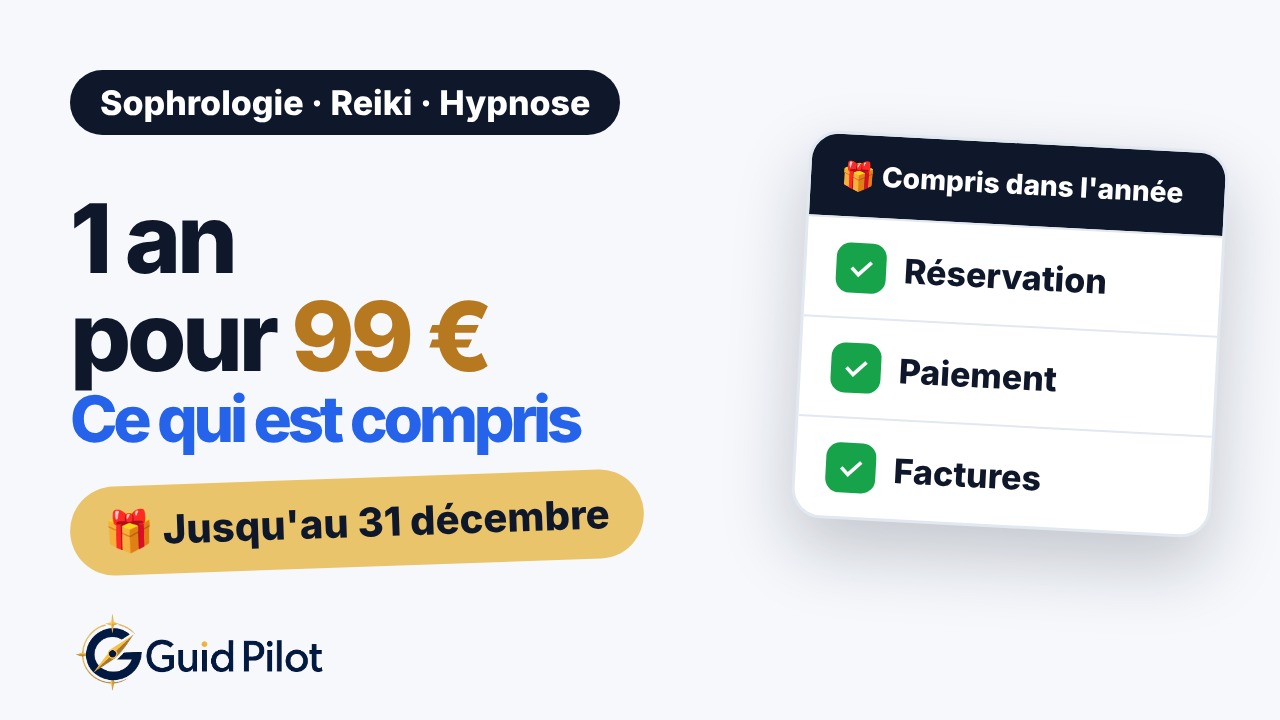 Sophrologie · Reiki · Hypnose
1 an
pour 99 €
Ce qui est compris
🎁 Jusqu'au 31 décembre
Guid Pilot
🎁 Compris dans l'année
Réservation
Paiement
Factures